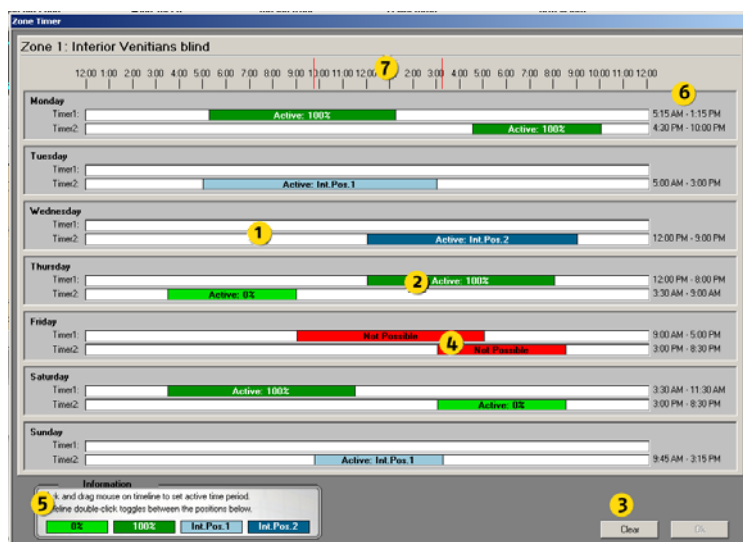 Zone Timer
Zone 1: Interior Venitians blind
12:00 1:00 2:00 3:00 4:00 5:00 6:00 7:00 8:00 9:00 10:00 11:00 12:00 2:00 3:00 4:00 5:00 6:00 7:00 8:00 9:00 10:00 11:00 12:00
7
6
Monday
Timer1: Active: 100% 5:15 AM - 1:15 PM
Timer2: Active: 100% 4:30 PM - 10:00 PM
Tuesday
Timer1:
Timer2: Active: Int.Pos.1 5:00 AM - 3:00 PM
Wednesday
Timer1:
1
Timer2: Active: Int.Pos.2 12:00 PM - 9:00 PM
Thursday
Timer1: 2 Active: 100% 12:00 PM - 8:00 PM
Timer2: Active: 0% 3:30 AM - 9:00 AM
Friday
Timer1: Not Possible 9:00 AM - 5:00 PM
4
Timer2: Not Possible 3:00 PM - 8:30 PM
Saturday
Timer1: Active: 100% 3:30 AM - 11:30 AM
Timer2: Active: 0% 3:00 PM - 8:30 PM
Sunday
Timer1:
Timer2: Active: Int.Pos.1 9:45 AM - 3:15 PM
Information
and drag mouse on timeline to set active time period.
5
double-click toggles between the positions below.
3
0% 100% Int.Pos.1 Int.Pos.2
Clear